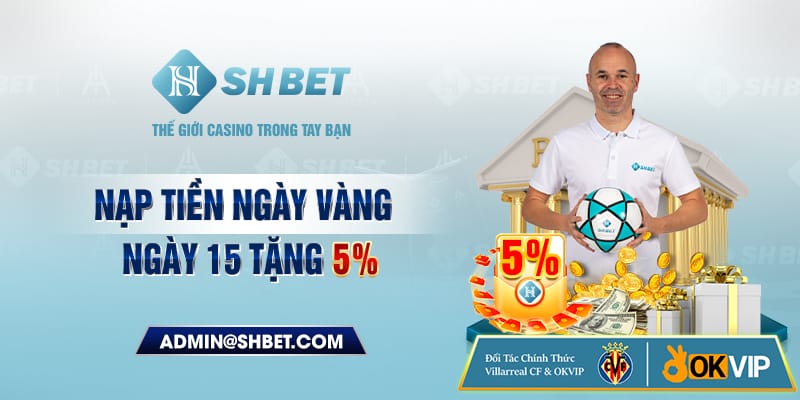 SHBET
THẾ GIỚI CASINO TRONG TAY BẠN
NẠP TIỀN NGÀY VÀNG
NGÀY 15 TẶNG 5%
ADMIN@SHBET.COM
SHBET
SHBET
5%
Đối Tác Chính Thức
Villarreal CF & OKVIP
OKVIP